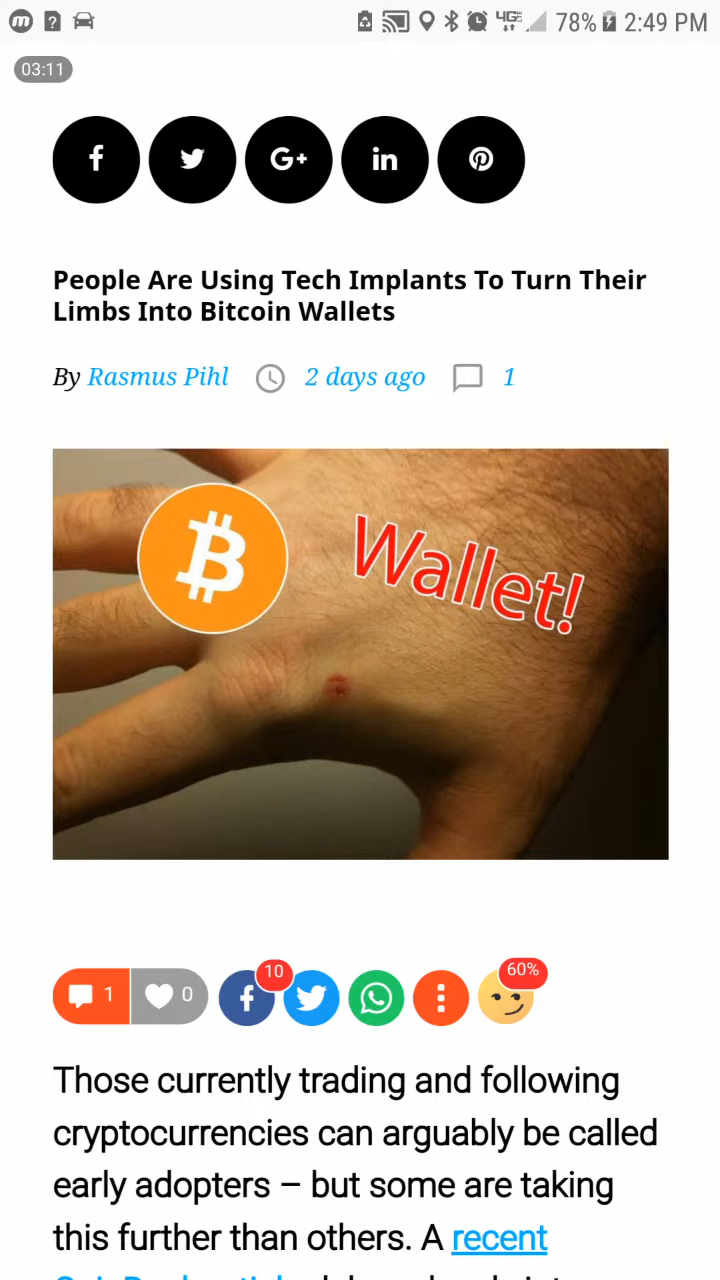 78% 2:49 PM
03:11
G+
in
People Are Using Tech Implants To Turn Their
Limbs Into Bitcoin Wallets
By Rasmus Pihl 2 days ago 1
Wallet!
1 0 10 60%
Those currently trading and following
cryptocurrencies can arguably be called
early adopters – but some are taking
this further than others. A recent